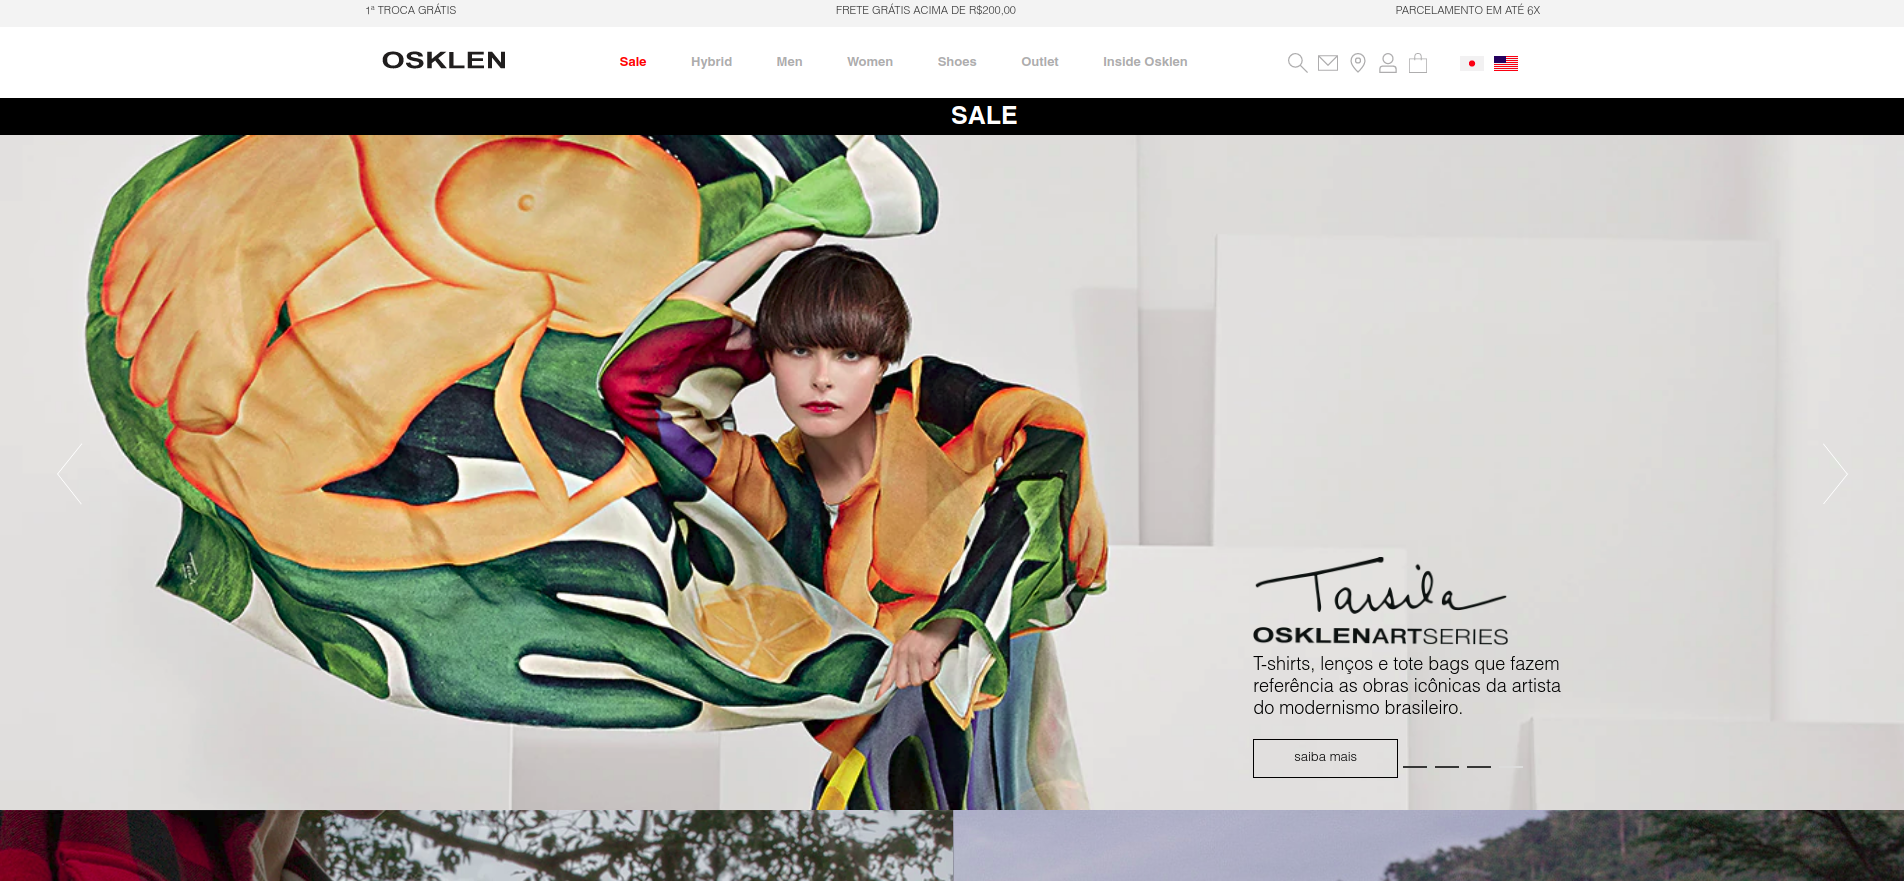 1ª TROCA GRÁTIS
FRETE GRÁTIS ACIMA DE R$200,00
PARCELAMENTO EM ATÉ 6X
OSKLEN
Sale
Hybrid
Men
Women
Shoes
Outlet
Inside Osklen
SALE
Tarsila
OSKLENARTSERIES
T-shirts, lenços e tote bags que fazem
referência as obras icônicas da artista
do modernismo brasileiro.
saiba mais